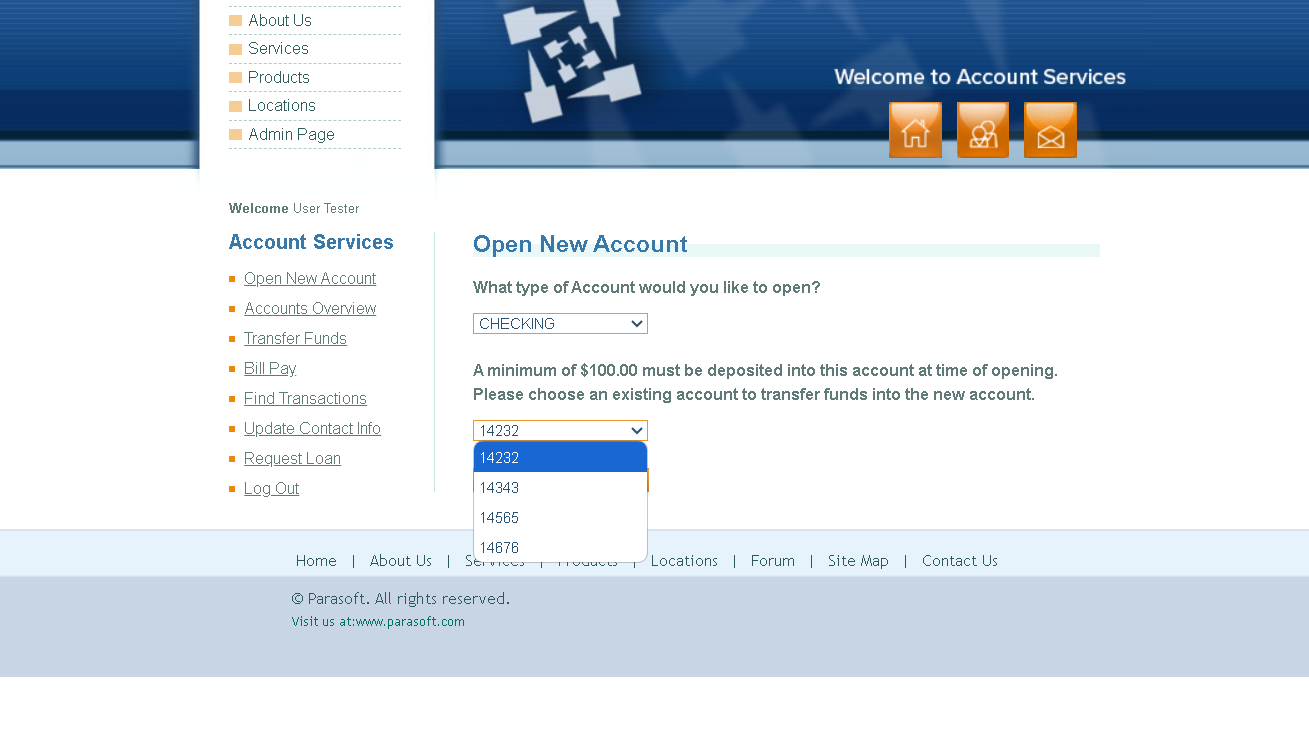 About Us
Services
Products
Locations
Admin Page
Welcome to Account Services
Welcome User Tester
Account Services
Open New Account
Accounts Overview
Transfer Funds
Bill Pay
Find Transactions
Update Contact Info
Request Loan
Log Out
Open New Account
What type of Account would you like to open?
CHECKING
A minimum of $100.00 must be deposited into this account at time of opening.
Please choose an existing account to transfer funds into the new account.
14232
14232
14343
14565
14676
Home | About Us | Services | Products | Locations | Forum | Site Map | Contact Us
© Parasoft. All rights reserved.
Visit us at:www.parasoft.com